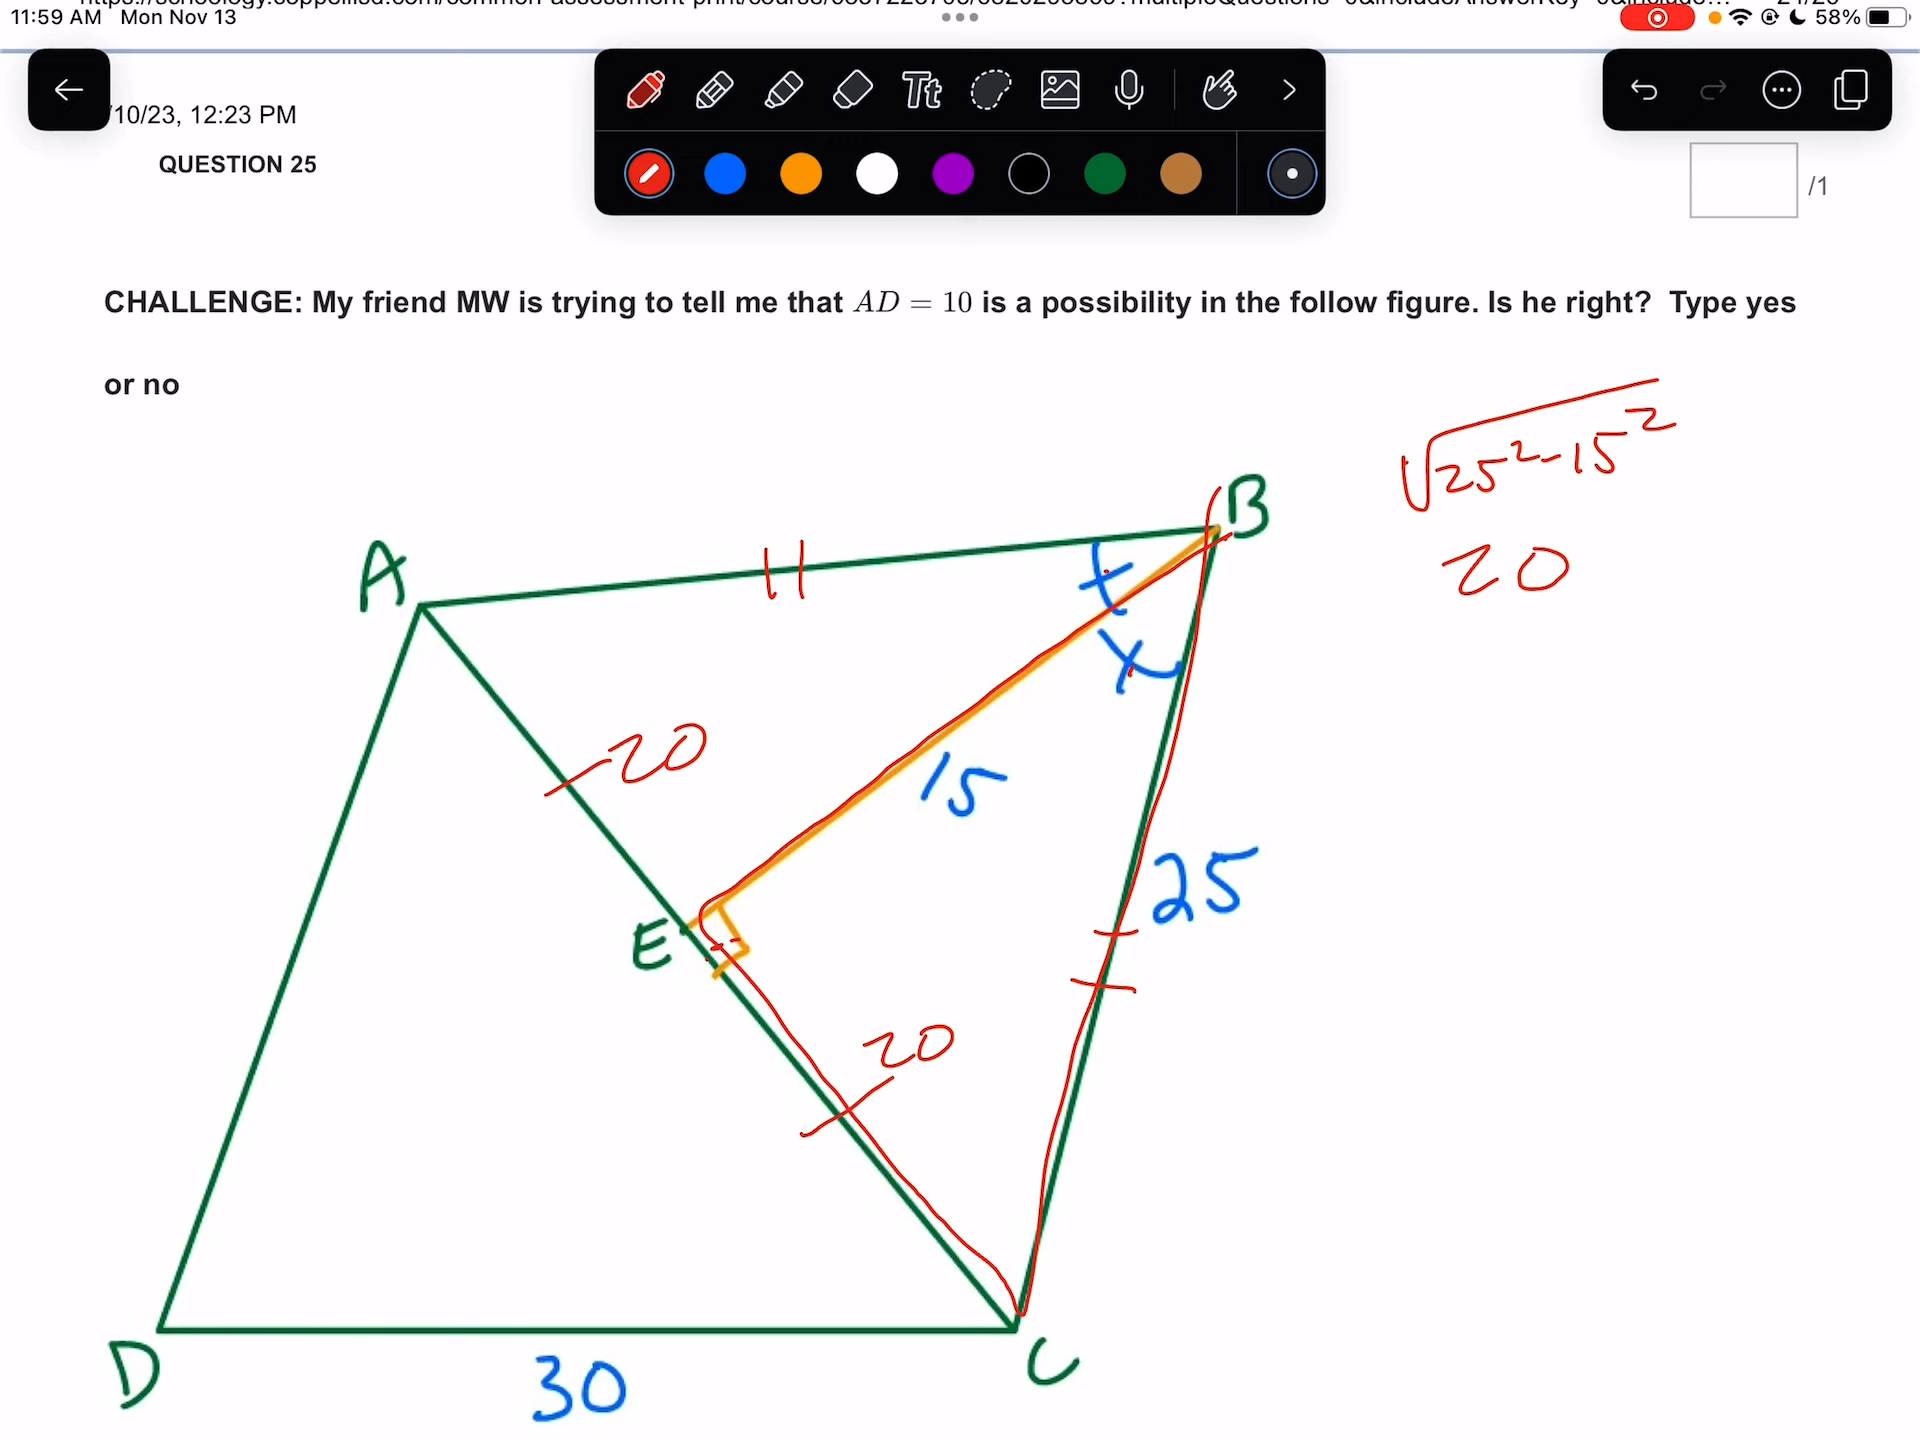 11:59 AM Mon Nov 13
58%
/10/23, 12:23 PM
Tt
QUESTION 25
/1
CHALLENGE: My friend MW is trying to tell me that AD = 10 is a possibility in the follow figure. Is he right? Type yes
or no
√25²-15²
20
B
A
20
15
25
E
20
D
C
30